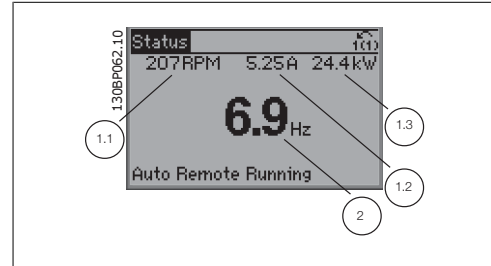 130BP062.10
Status
1(1)
207RPM 5.25A 24.4kW
6.9Hz
Auto Remote Running
1.1
1.3
1.2
2